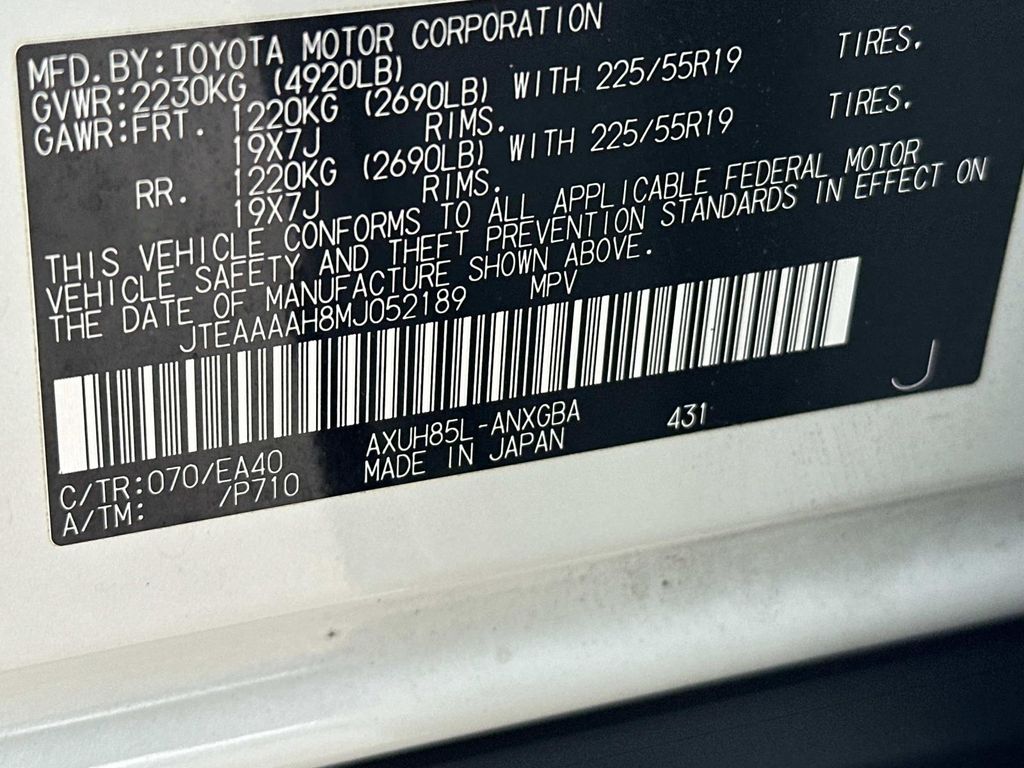 MFD. BY: TOYOTA MOTOR CORPORATION
GVWR: 2230KG (4920LB)
GAWR: FRT. 1220KG (2690LB) WITH 225/55R19 TIRES,
19X7J RIMS.
RR. 1220KG (2690LB) WITH 225/55R19 TIRES,
19X7J RIMS.
THIS VEHICLE CONFORMS TO ALL APPLICABLE FEDERAL MOTOR
VEHICLE SAFETY AND THEFT PREVENTION STANDARDS IN EFFECT ON
THE DATE OF MANUFACTURE SHOWN ABOVE.
JTEAAAAH8MJ052189 MPV
AXUH85L-ANXGBA 431
MADE IN JAPAN
C/TR: 070/EA40
A/TM: /P710
J